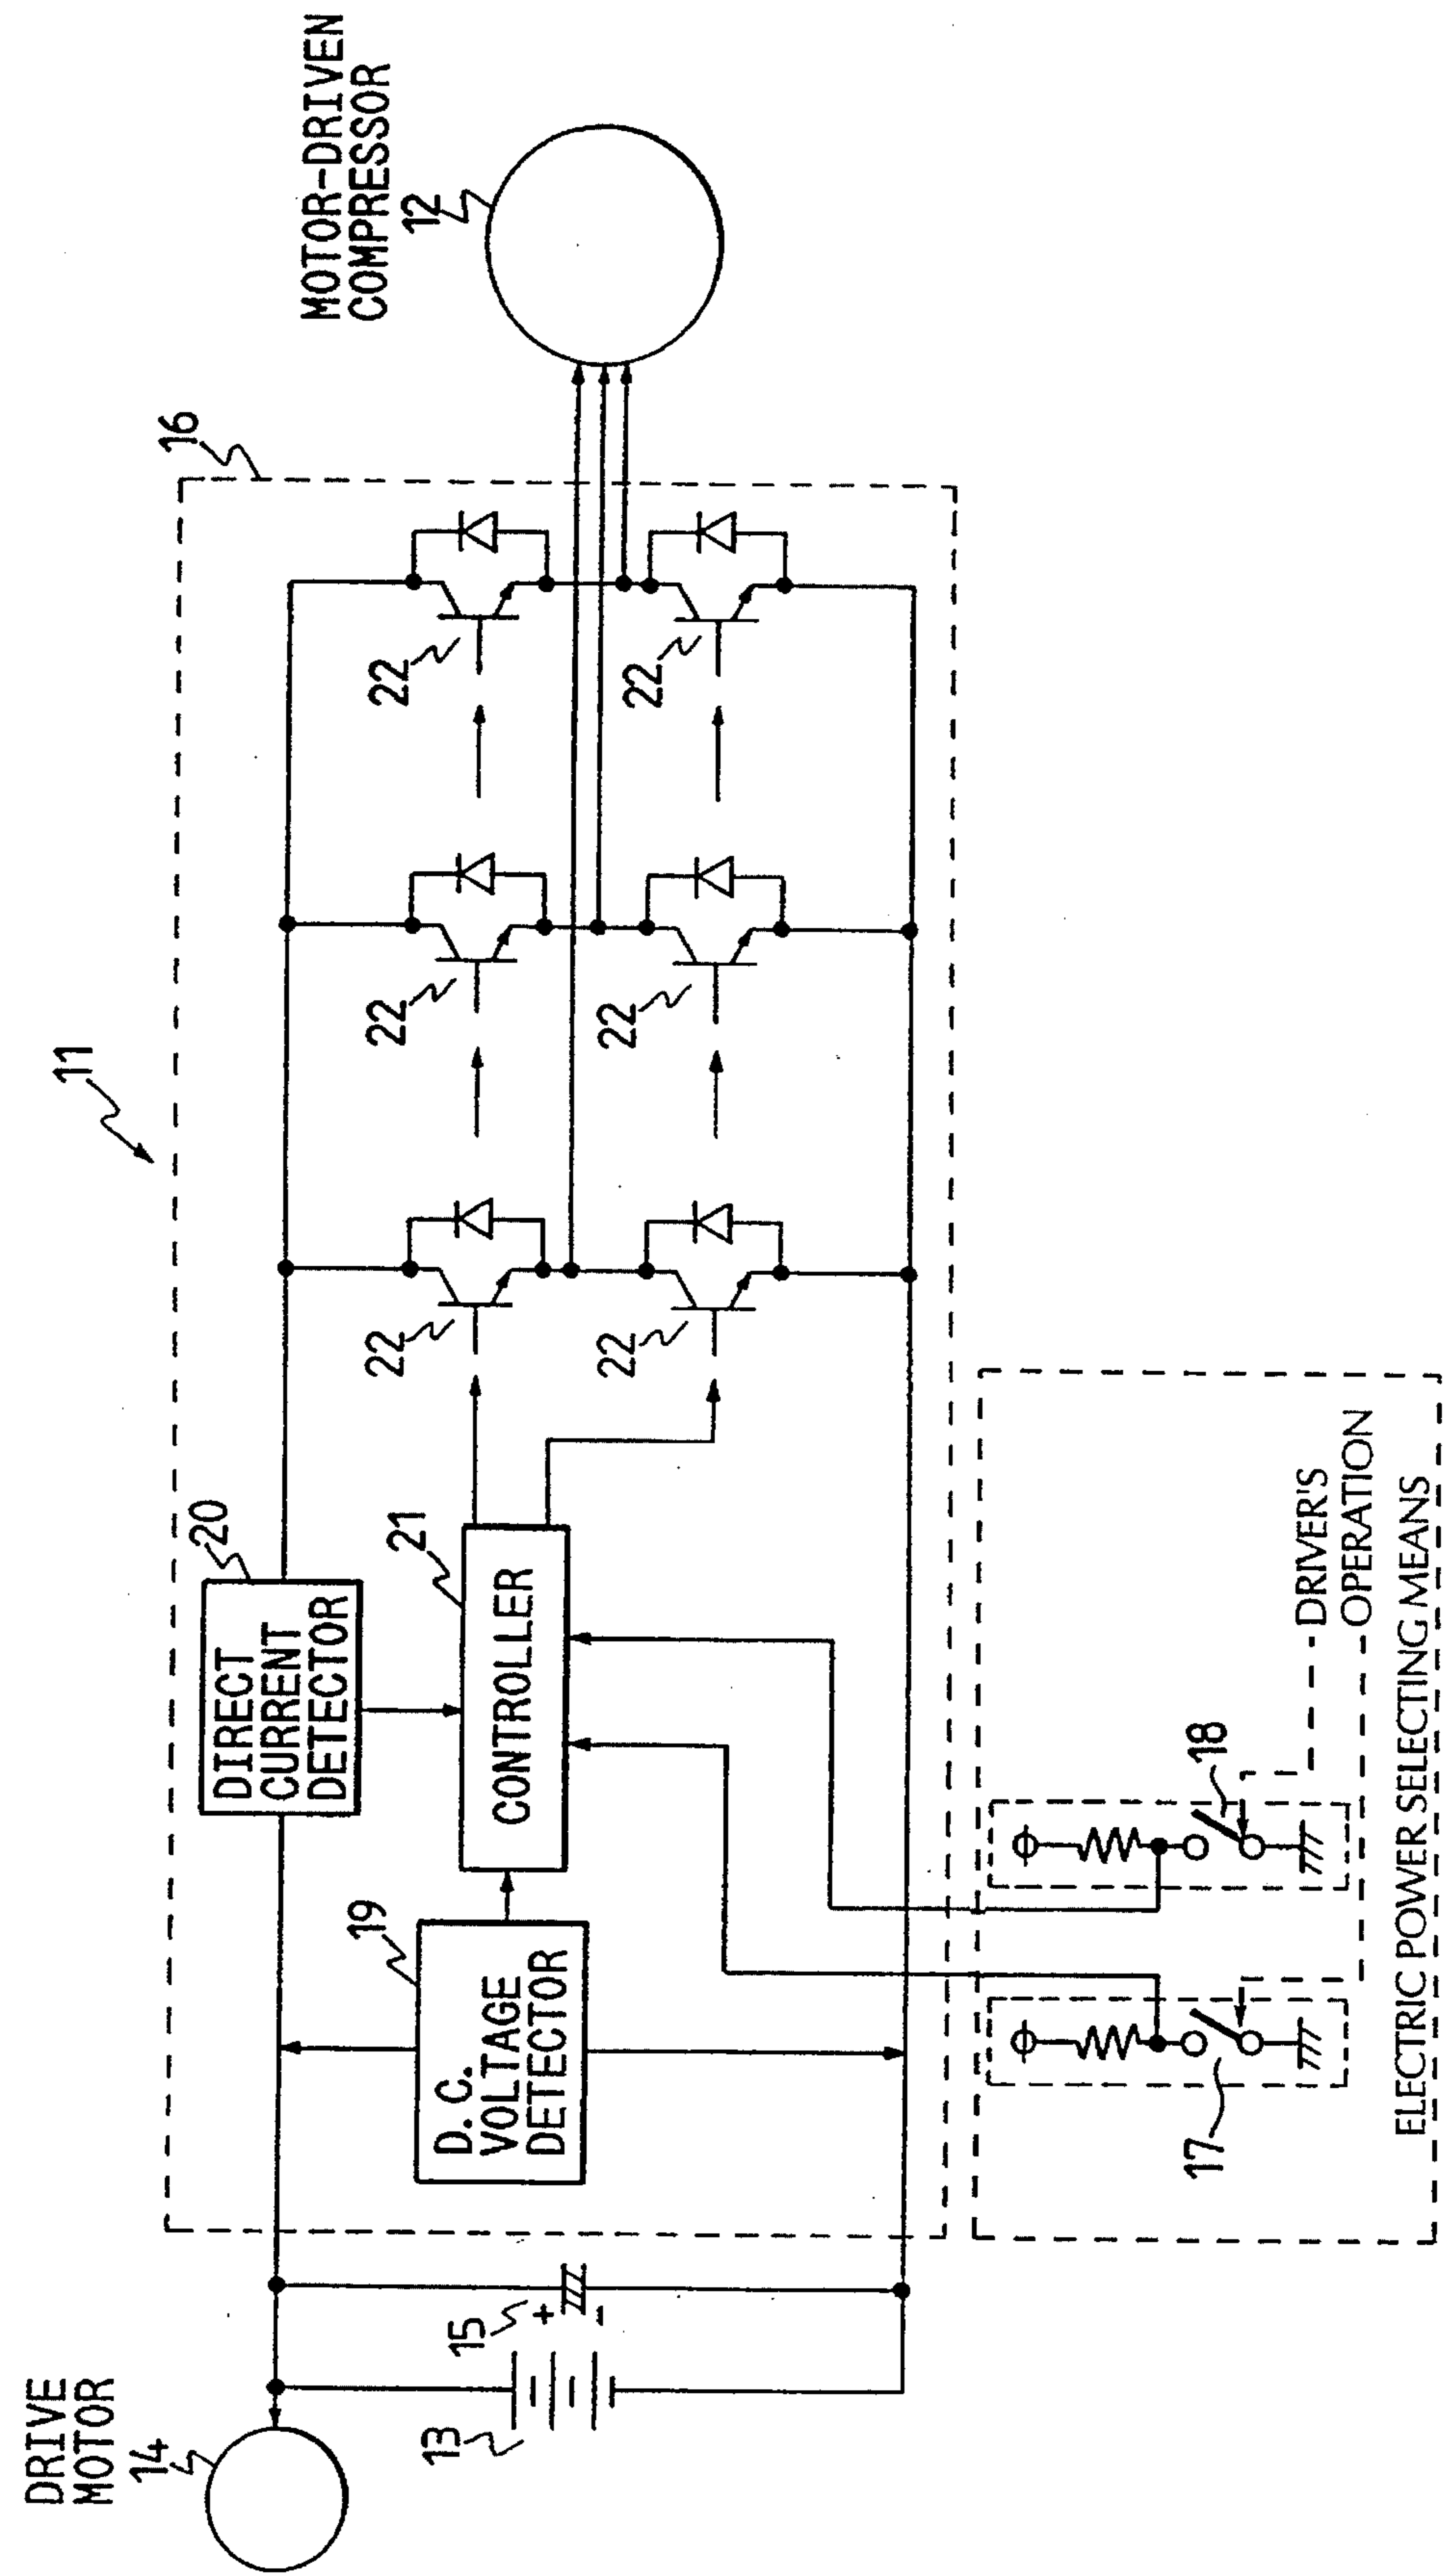 11
16
DRIVE
MOTOR
14
13
15
+
-
D. C.
VOLTAGE
DETECTOR
19
DIRECT
CURRENT
DETECTOR
20
CONTROLLER
21
22
22
22
22
22
22
MOTOR-DRIVEN
COMPRESSOR
12
17
18
DRIVER'S
OPERATION
ELECTRIC POWER SELECTING MEANS